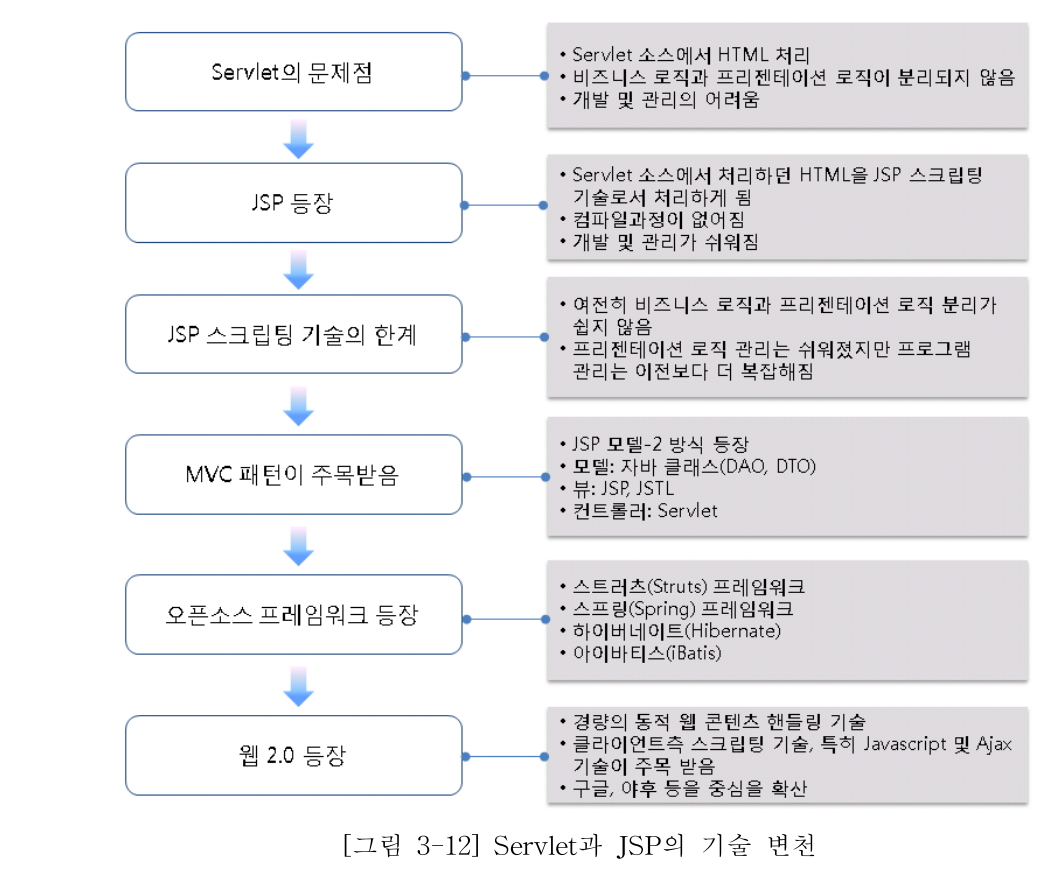 Servlet의 문제점
• Servlet 소스에서 HTML 처리
• 비즈니스 로직과 프리젠테이션 로직이 분리되지 않음
• 개발 및 관리의 어려움
JSP 등장
• Servlet 소스에서 처리하던 HTML을 JSP 스크립팅
기술로서 처리하게 됨
• 컴파일과정이 없어짐
• 개발 및 관리가 쉬워짐
JSP 스크립팅 기술의 한계
• 여전히 비즈니스 로직과 프리젠테이션 로직 분리가
쉽지 않음
• 프리젠테이션 로직 관리는 쉬워졌지만 프로그램
관리는 이전보다 더 복잡해짐
MVC 패턴이 주목받음
• JSP 모델-2 방식 등장
• 모델: 자바 클래스(DAO, DTO)
• 뷰: JSP, JSTL
• 컨트롤러: Servlet
오픈소스 프레임워크 등장
• 스트러츠(Struts) 프레임워크
• 스프링(Spring) 프레임워크
• 하이버네이트(Hibernate)
• 아이바티스(iBatis)
웹 2.0 등장
• 경량의 동적 웹 콘텐츠 핸들링 기술
• 클라이언트측 스크립팅 기술, 특히 Javascript 및 Ajax
기술이 주목 받음
• 구글, 야후 등을 중심을 확산
[그림 3-12] Servlet과 JSP의 기술 변천